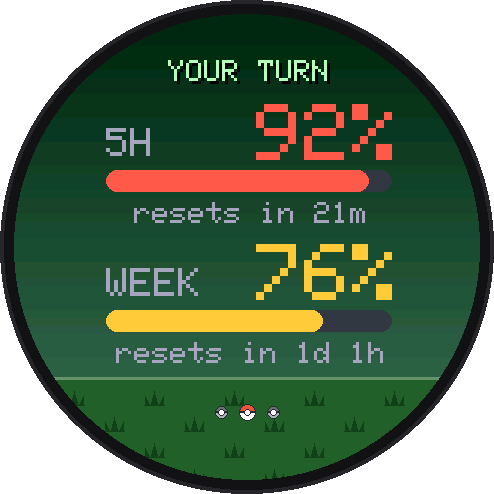 YOUR TURN
5H 92%
resets in 21m
WEEK 76%
resets in 1d 1h